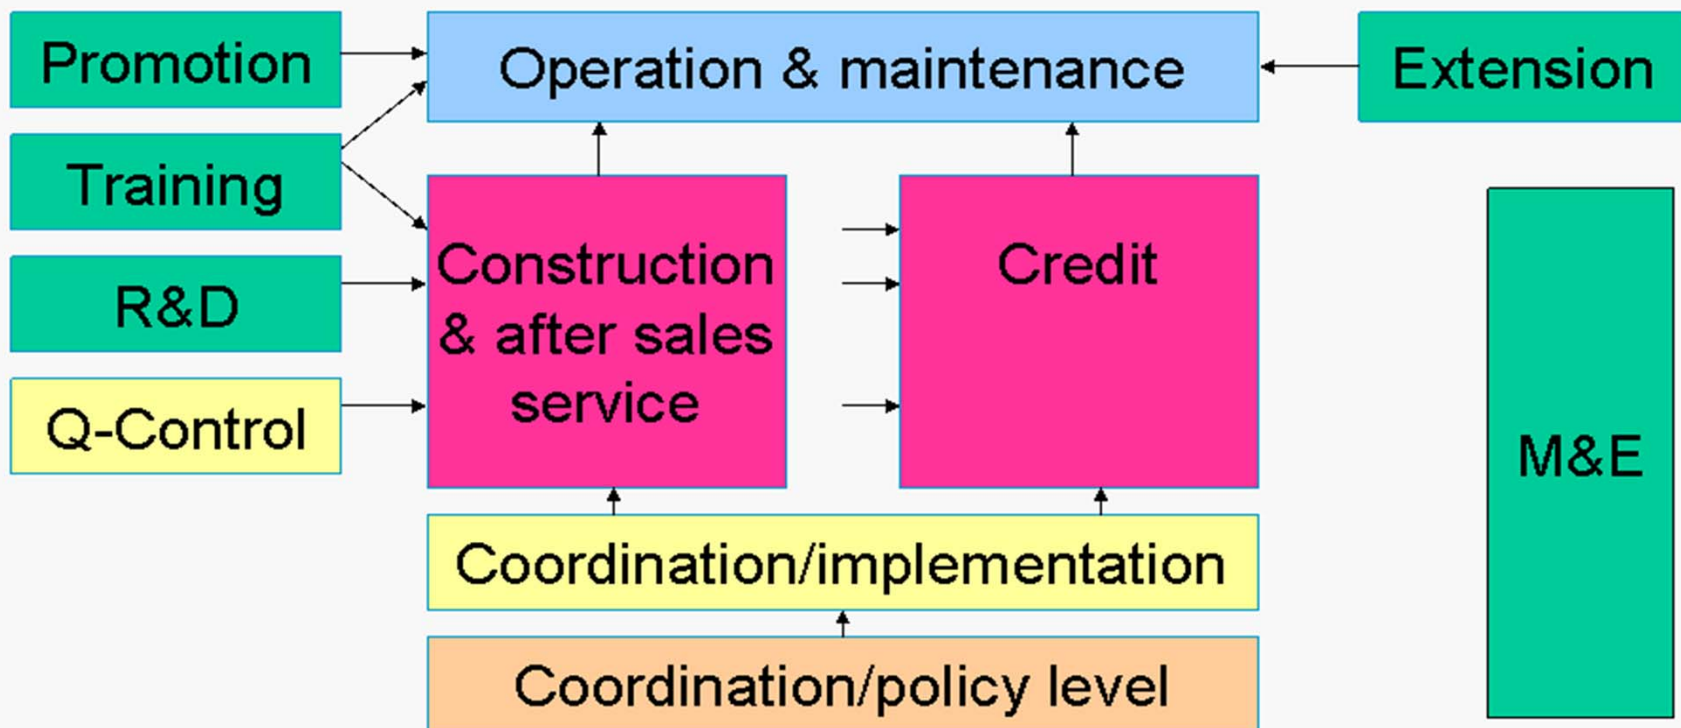 Promotion
Operation & maintenance
Extension
Training
Construction
& after sales
service
Credit
R&D
Q-Control
M&E
Coordination/implementation
Coordination/policy level